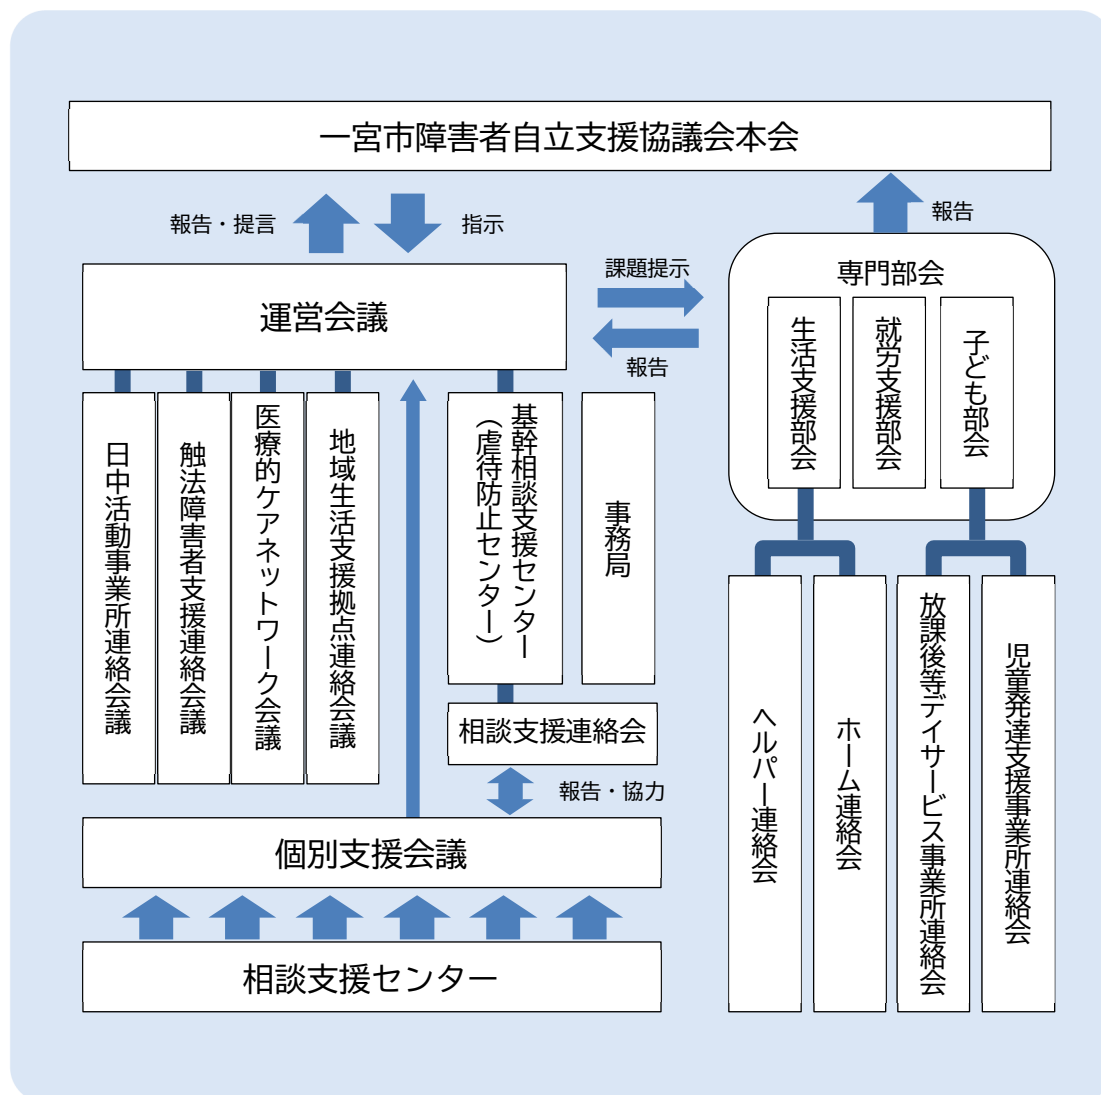 一宮市障害者自立支援協議会本会
報告・提言
指示
報告
運営会議
課題提示
報告
専門部会
生活支援部会
就労支援部会
子ども部会
日中活動事業所連絡会議
触法障害者支援連絡会議
医療的ケアネットワーク会議
地域生活支援拠点連絡会議
基幹相談支援センター
（虐待防止センター）
事務局
相談支援連絡会
報告・協力
個別支援会議
相談支援センター
ヘルパー連絡会
ホーム連絡会
放課後等デイサービス事業所連絡会
児童発達支援事業所連絡会